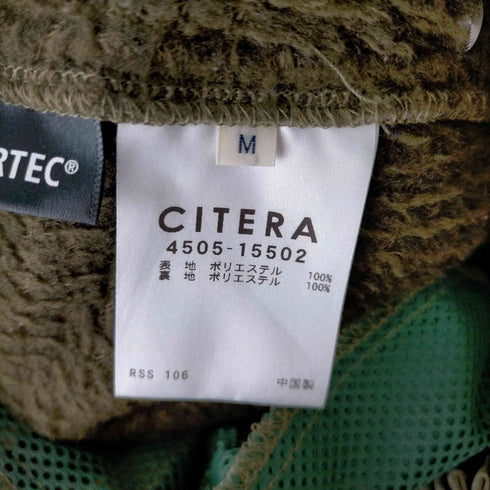 M
RTEC®
CITERA
4505-15502
表 地 ポリエステル 100%
裏 地 ポリエステル 100%
RSS 106
中国製